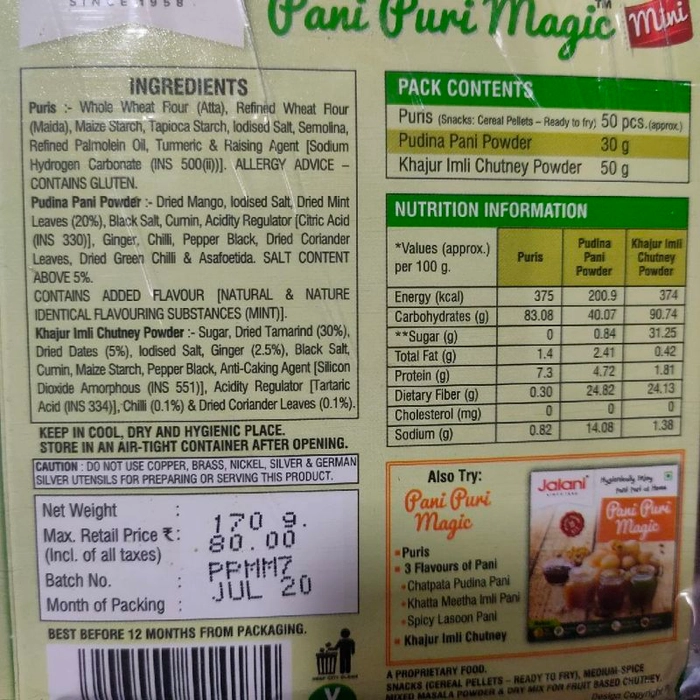 SINCE 1958
Pani Puri Magic™ Mini
INGREDIENTS
Puris :- Whole Wheat Flour (Atta), Refined Wheat Flour
(Maida), Maize Starch, Tapioca Starch, Iodised Salt, Semolina,
Refined Palmolein Oil, Turmeric & Raising Agent [Sodium
Hydrogen Carbonate (INS 500(ii))]. ALLERGY ADVICE –
CONTAINS GLUTEN.
Pudina Pani Powder :- Dried Mango, Iodised Salt, Dried Mint
Leaves (20%), Black Salt, Cumin, Acidity Regulator [Citric Acid
(INS 330)], Ginger, Chilli, Pepper Black, Dried Coriander
Leaves, Dried Green Chilli & Asafoetida. SALT CONTENT
ABOVE 5%.
CONTAINS ADDED FLAVOUR [NATURAL & NATURE
IDENTICAL FLAVOURING SUBSTANCES (MINT)].
Khajur Imli Chutney Powder :- Sugar, Dried Tamarind (30%),
Dried Dates (5%), Iodised Salt, Ginger (2.5%), Black Salt,
Cumin, Maize Starch, Pepper Black, Anti-Caking Agent [Silicon
Dioxide Amorphous (INS 551)], Acidity Regulator [Tartaric
Acid (INS 334)], Chilli (0.1%) & Dried Coriander Leaves (0.1%).
KEEP IN COOL, DRY AND HYGIENIC PLACE.
STORE IN AN AIR-TIGHT CONTAINER AFTER OPENING.
CAUTION : DO NOT USE COPPER, BRASS, NICKEL, SILVER & GERMAN
SILVER UTENSILS FOR PREPARING OR SERVING THIS PRODUCT.
Net Weight : 170 g.
Max. Retail Price ₹: 80.00
(Incl. of all taxes)
Batch No. : PPMM7
Month of Packing : JUL 20
BEST BEFORE 12 MONTHS FROM PACKAGING.
PACK CONTENTS
Puris (Snacks: Cereal Pellets – Ready to fry) 50 pcs.(approx.)
Pudina Pani Powder 30 g
Khajur Imli Chutney Powder 50 g
NUTRITION INFORMATION
*Values (approx.) per 100 g. Puris Pudina Pani Powder Khajur Imli Chutney Powder
Energy (kcal) 375 200.9 374
Carbohydrates (g) 83.08 40.07 90.74
**Sugar (g) 0 0.84 31.25
Total Fat (g) 1.4 2.41 0.42
Protein (g) 7.3 4.72 1.81
Dietary Fiber (g) 0.30 24.82 24.13
Cholesterol (mg) 0 0 0
Sodium (g) 0.82 14.08 1.38
Also Try:
Pani Puri
Magic
Puris
3 Flavours of Pani
Chatpata Pudina Pani
Khatta Meetha Imli Pani
Spicy Lasoon Pani
Khajur Imli Chutney
Jalani
Pani Puri
Magic
A PROPRIETARY FOOD.
SNACKS (CEREAL PELLETS – READY TO FRY), MEDIUM-SPICE
MIXED MASALA POWDER & DRY MIX FOR FRUIT BASED CHUTNEY.
Design Copyright